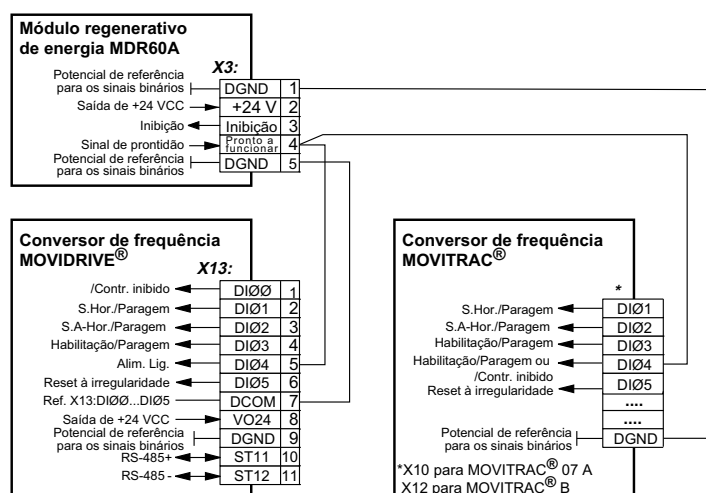 Módulo regenerativo
de energia MDR60A
X3:
Potencial de referência
para os sinais binários DGND 1
Saída de +24 VCC +24 V 2
Inibição Inibição 3
Sinal de prontidão Pronto a funcionar 4
Potencial de referência
para os sinais binários DGND 5
Conversor de frequência
MOVIDRIVE®
X13:
/Contr. inibido DIØØ 1
S.Hor./Paragem DIØ1 2
S.A-Hor./Paragem DIØ2 3
Habilitação/Paragem DIØ3 4
Alim. Lig. DIØ4 5
Reset à irregularidade DIØ5 6
Ref. X13:DIØØ...DIØ5 DCOM 7
Saída de +24 VCC VO24 8
Potencial de referência
para os sinais binários DGND 9
RS-485+ ST11 10
RS-485 - ST12 11
Conversor de frequência
MOVITRAC®
*
S.Hor./Paragem DIØ1
S.A-Hor./Paragem DIØ2
Habilitação/Paragem DIØ3
Habilitação/Paragem ou DIØ4
/Contr. inibido
Reset à irregularidade DIØ5
....
....
Potencial de referência
para os sinais binários DGND
*X10 para MOVITRAC® 07 A
X12 para MOVITRAC® B